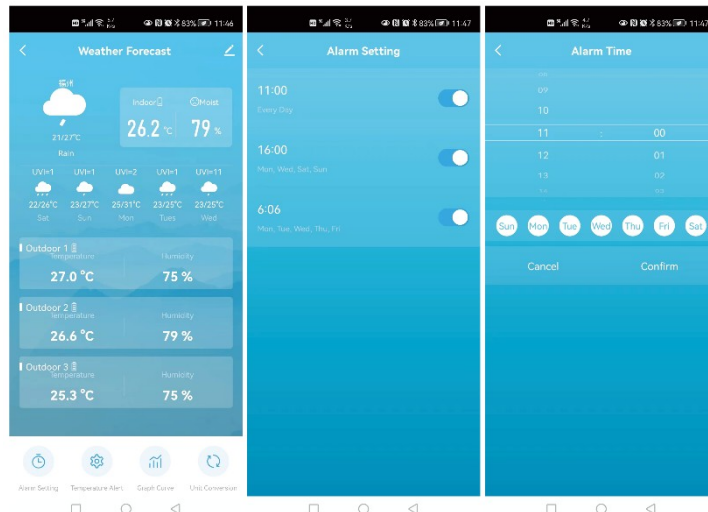 83% 11:46
Weather Forecast
Indoor
Moist
26.2 °C
79 %
21/27°C
Rain
UVI=1 UVI=1 UVI=2 UVI=1 UVI=11
22/26°C 23/27°C 25/31°C 23/25°C 23/25°C
Sat Sun Mon Tues Wed
Outdoor 1
Temperature Humidity
27.0 °C 75 %
Outdoor 2
Temperature Humidity
26.6 °C 79 %
Outdoor 3
Temperature Humidity
25.3 °C 75 %
Alarm Setting Temperature Alert Graph Curve Unit Conversion
83% 11:47
Alarm Setting
11:00
Every Day
16:00
Mon, Wed, Sat, Sun
6:06
Mon, Tue, Wed, Thu, Fri
83% 11:47
Alarm Time
09
10
11 : 00
12 01
13 02
Sun Mon Tue Wed Thu Fri Sat
Cancel Confirm